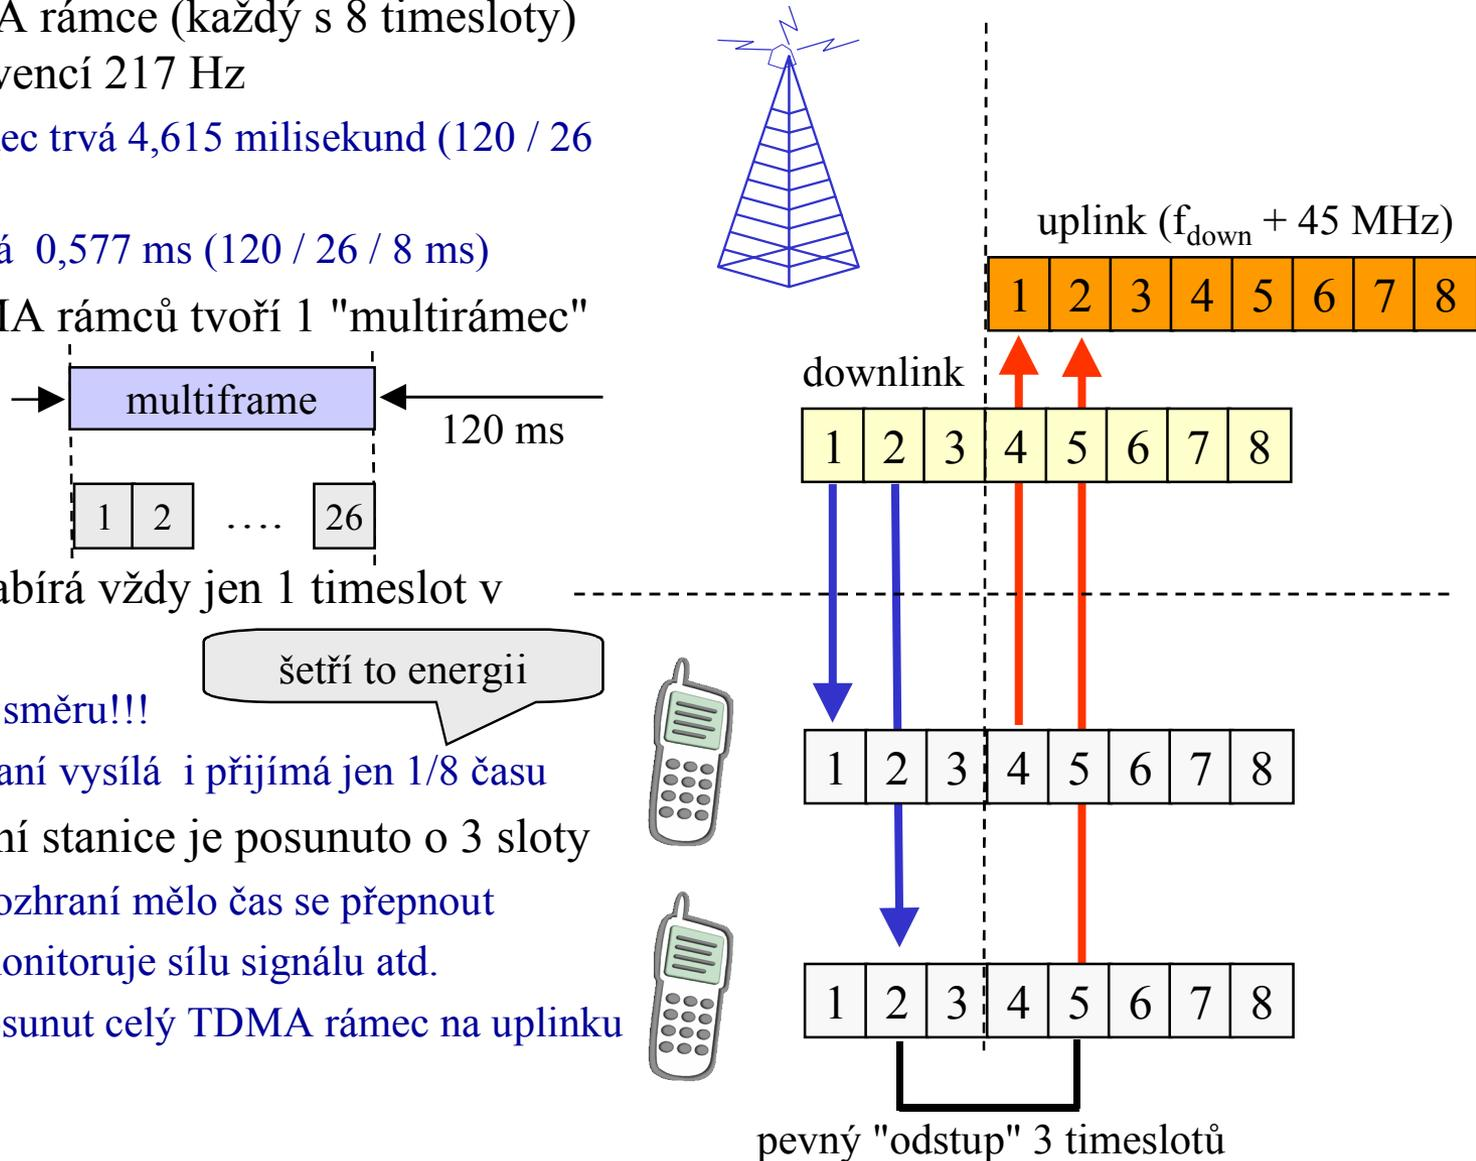 A rámce (každý s 8 timesloty)
vencí 217 Hz
ec trvá 4,615 milisekund (120 / 26
á 0,577 ms (120 / 26 / 8 ms)
IA rámců tvoří 1 "multirámec"
multiframe
120 ms
1 2 …. 26
abírá vždy jen 1 timeslot v
šetří to energii
směru!!!
aní vysílá i přijímá jen 1/8 času
ní stanice je posunuto o 3 sloty
ozhraní mělo čas se přepnout
onitoruje sílu signálu atd.
sunut celý TDMA rámec na uplinku
uplink (fdown + 45 MHz)
1 2 3 4 5 6 7 8
downlink
1 2 3 4 5 6 7 8
1 2 3 4 5 6 7 8
1 2 3 4 5 6 7 8
pevný "odstup" 3 timeslotů